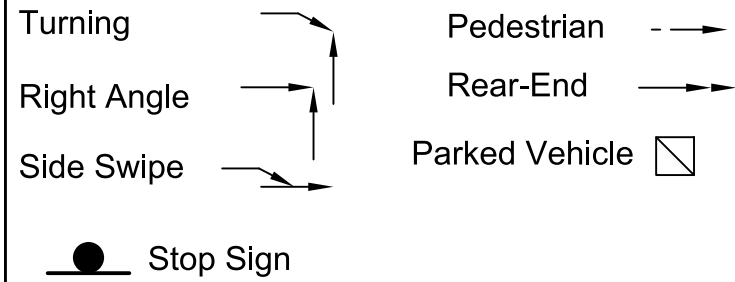 Turning
Right Angle
Side Swipe
Stop Sign
Pedestrian
Rear-End
Parked Vehicle